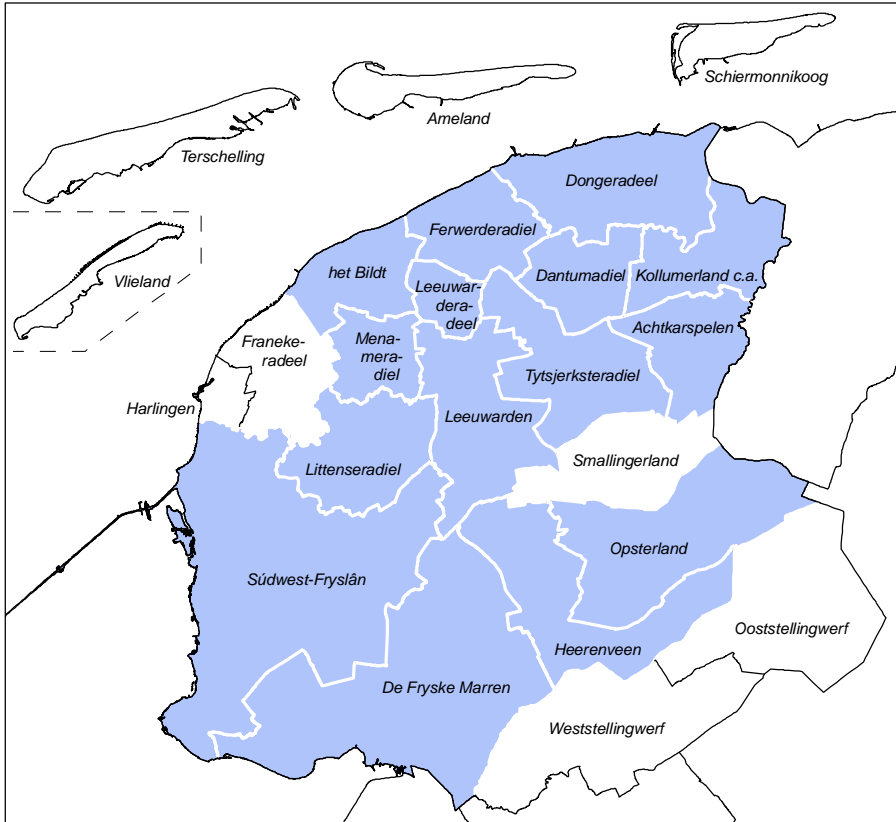 Schiermonnikoog
Ameland
Terschelling
Dongeradeel
Ferwerderadiel
het Bildt
Leeuwar-
dera-
deel
Dantumadiel
Kollumerland c.a.
Vlieland
Achtkarspelen
Franeke-
radeel
Mena-
mera-
diel
Tytsjerksteradiel
Harlingen
Leeuwarden
Littenseradiel
Smallingerland
Opsterland
Súdwest-Fryslân
Ooststellingwerf
Heerenveen
De Fryske Marren
Weststellingwerf